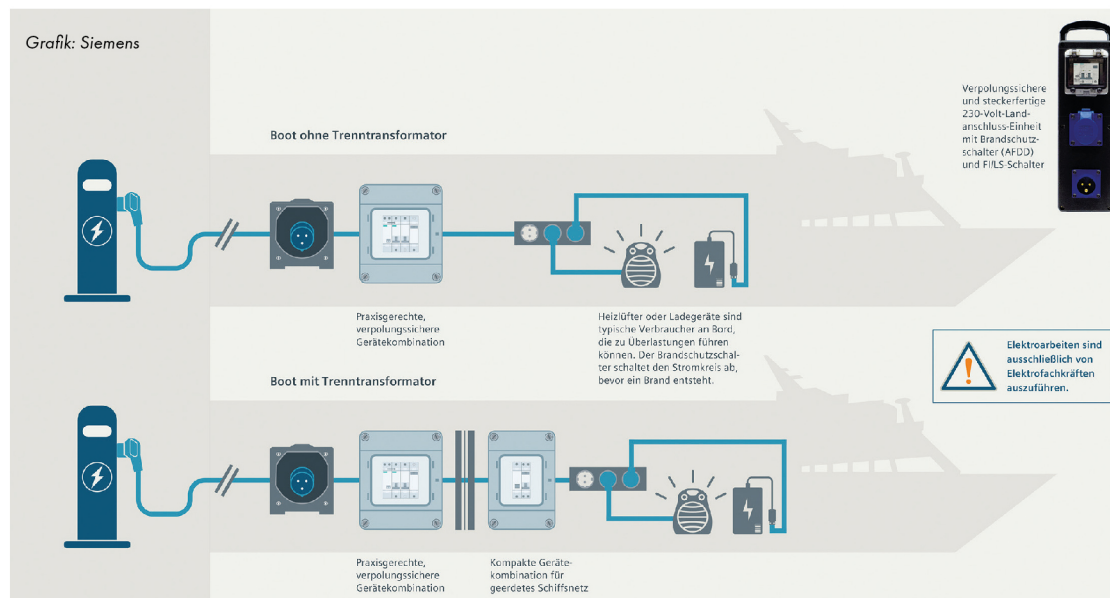 Grafik: Siemens
Verpolungssichere
und steckerfertige
230-Volt-Land-
anschluss-Einheit
mit Brandschutz-
schalter (AFDD)
und FI/LS-Schalter
Boot ohne Trenntransformator
Praxisgerechte,
verpolungssichere
Gerätekombination
Heizlüfter oder Ladegeräte sind
typische Verbraucher an Bord,
die zu Überlastungen führen
können. Der Brandschutzschal-
ter schaltet den Stromkreis ab,
bevor ein Brand entsteht.
Elektroarbeiten sind
ausschließlich von
Elektrofachkräften
auszuführen.
Boot mit Trenntransformator
Praxisgerechte,
verpolungssichere
Gerätekombination
Kompakte Geräte-
kombination für
geerdetes Schiffsnetz